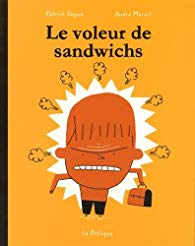 Patrick Doyon   André Marois
Le voleur de
sandwichs
La Pastèque